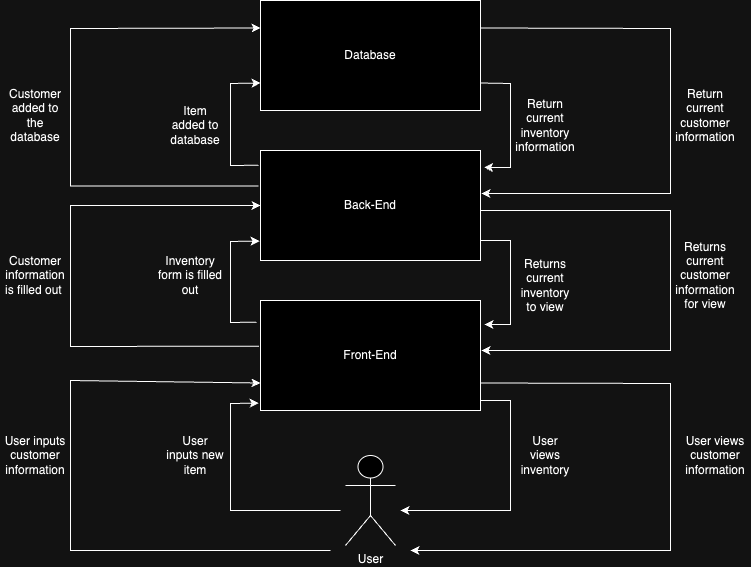 Database
Customer
added to
the
database
Item
added to
database
Return
current
inventory
information
Return
current
customer
information
Back-End
Customer
information
is filled out
Inventory
form is filled
out
Returns
current
inventory
to view
Returns
current
customer
information
for view
Front-End
User inputs
customer
information
User
inputs new
item
User
views
inventory
User views
customer
information
User